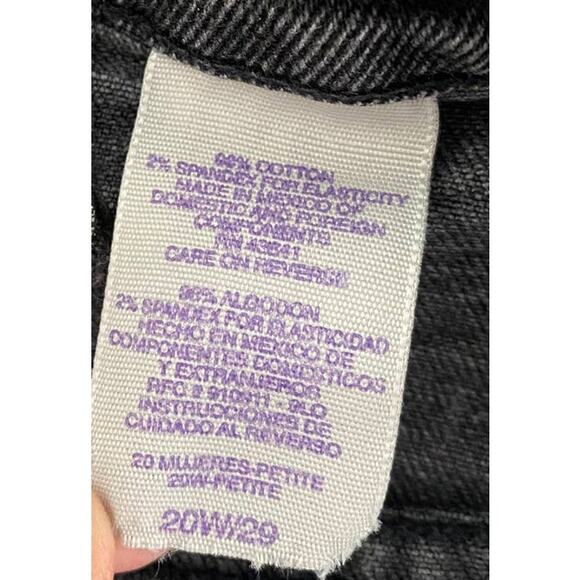 98% COTTON
2% SPANDEX FOR ELASTICITY
MADE IN MEXICO OF
DOMESTIC AND FOREIGN
COMPONENTS
RN 43641
CARE ON REVERSE
98% ALGODON
2% SPANDEX POR ELASTICIDAD
HECHO EN MEXICO DE
COMPONENTES DOMESTICOS
Y EXTRANJEROS
INSTRUCCIONES DE
CUIDADO AL REVERSO
20 MUJERES-PETITE
20W-PETITE
20W/29